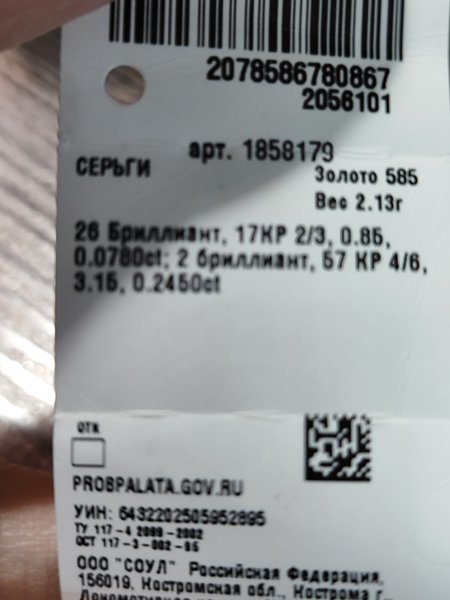 2078586780867
2056101
арт. 1858179
СЕРЬГИ
Золото 585
Вес 2.13г
26 Бриллиант, 17КР 2/3, 0.85,
0.0780ct; 2 бриллиант, 57 КР 4/6,
3.15, 0.2450ct
ОТК
PROBPALATA.GOV.RU
УИН: 6432202505952895
ТУ 117-4 2099-2002
ОСТ 117-3-002-95
ООО "СОУЛ" Российская Федерация,
156019, Костромская обл., Кострома г.,